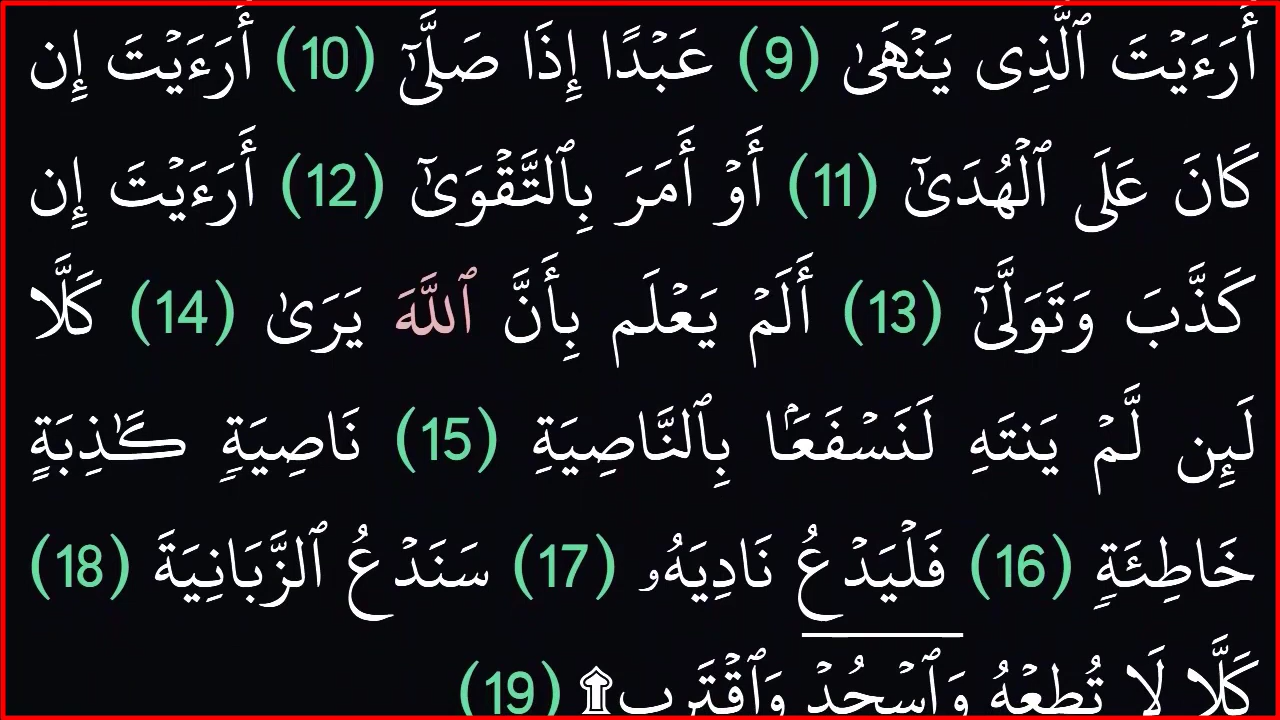 أَرَءَيۡتَ ٱلَّذِى يَنۡهَىٰ (9) عَبۡدًا إِذَا صَلَّىٰٓ (10) أَرَءَيۡتَ إِن
كَانَ عَلَى ٱلۡهُدَىٰٓ (11) أَوۡ أَمَرَ بِٱلتَّقۡوَىٰٓ (12) أَرَءَيۡتَ إِن
كَذَّبَ وَتَوَلَّىٰٓ (13) أَلَمۡ يَعۡلَم بِأَنَّ ٱللَّهَ يَرَىٰ (14) كَلَّا
لَئِن لَّمۡ يَنتَهِ لَنَسۡفَعَۢا بِٱلنَّاصِيَةِ (15) نَاصِيَةٍ كَٰذِبَةٍ
خَاطِئَةٍ (16) فَلۡيَدۡعُ نَادِيَهُۥ (17) سَنَدۡعُ ٱلزَّبَانِيَةَ (18)
كَلَّا لَا تُطِعۡهُ وَٱسۡجُدۡ وَٱقۡتَرِب۩ (19)